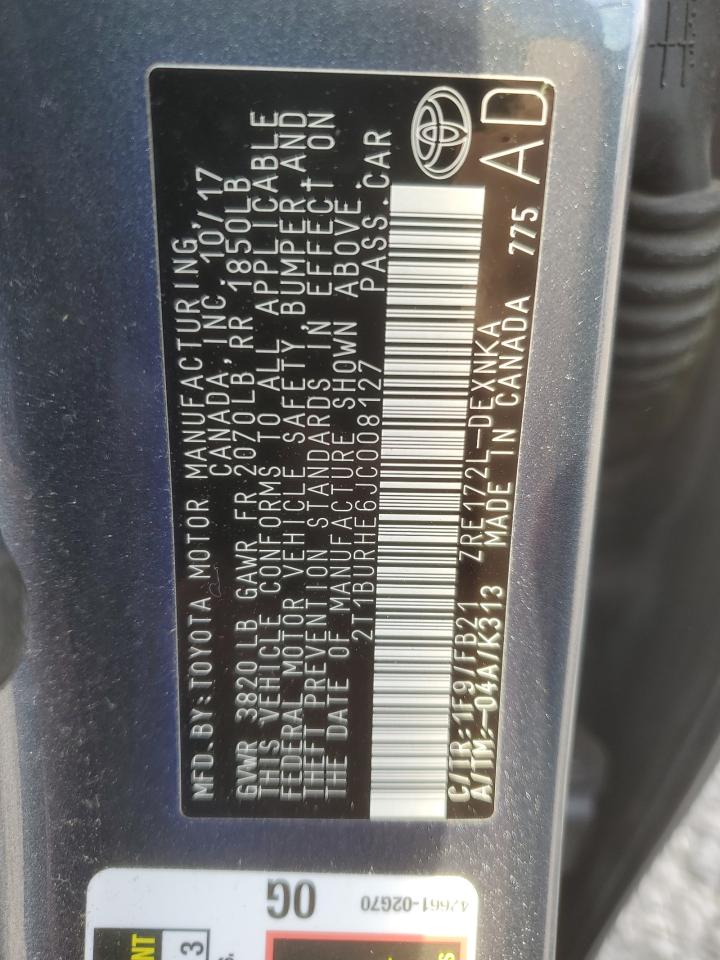 MFD. BY:TOYOTA MOTOR MANUFACTURING,
CANADA, INC. 10/17
GVWR 3820LB GAWR FR 2070LB, RR 1850LB
THIS VEHICLE CONFORMS TO ALL APPLICABLE
FEDERAL MOTOR VEHICLE SAFETY, BUMPER, AND
THEFT PREVENTION STANDARDS IN EFFECT ON
THE DATE OF MANUFACTURE SHOWN ABOVE.
2T1BURHE6JC008127 PASS.CAR
C/TR:1F9/FB21 ZRE172L-DEXNKA
A/TM:-04A/K313 MADE IN CANADA 775
AD
0G
42661-02G70
3